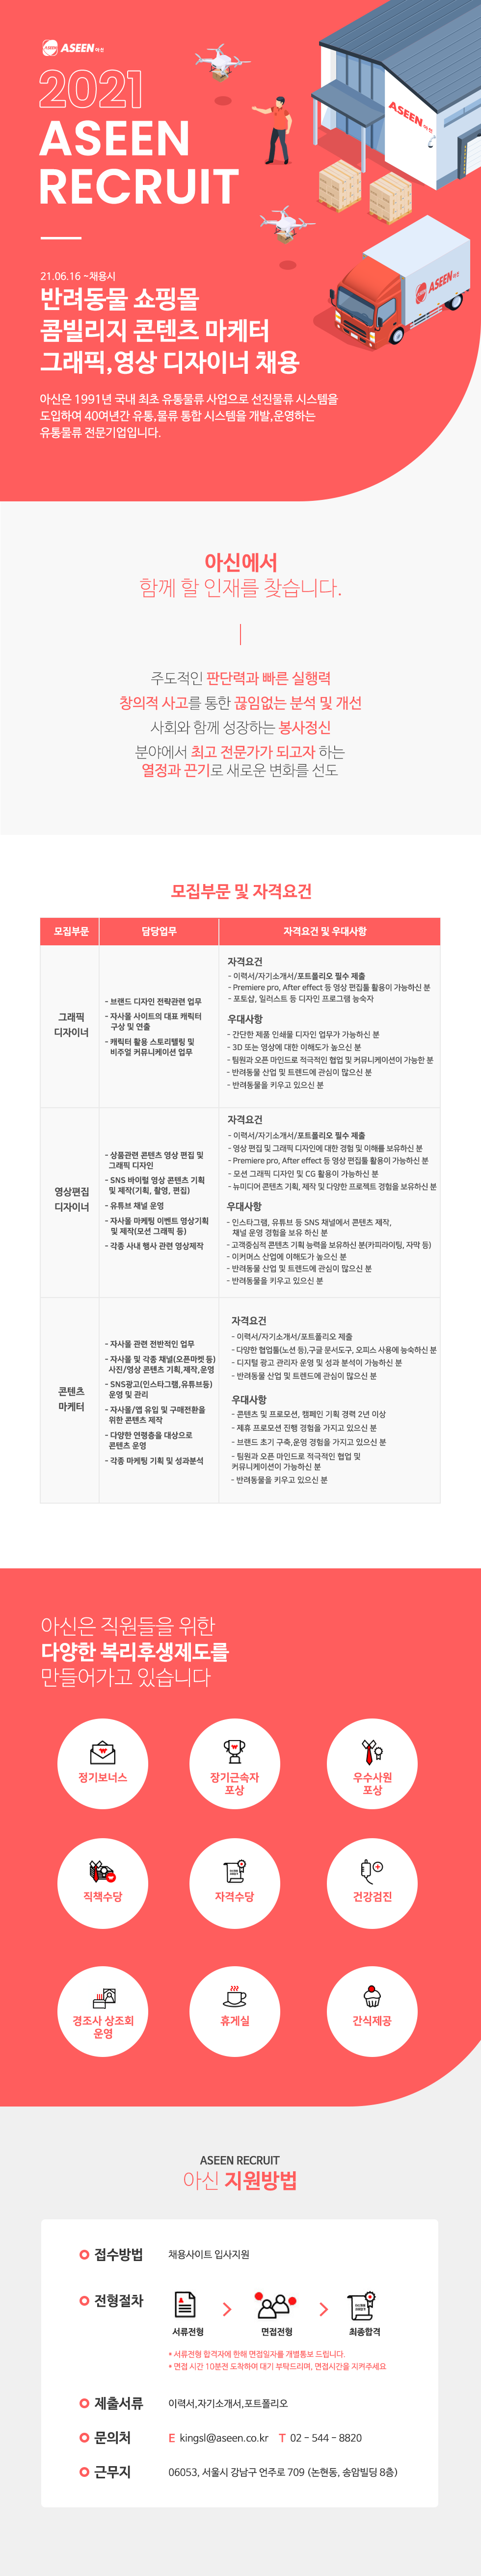 ASEEN 아신
2021
ASEEN
RECRUIT
ASEEN 아신
ASEEN 아신
21.06.16 ~채용시
반려동물 쇼핑몰
콤빌리지 콘텐츠 마케터
그래픽,영상 디자이너 채용
아신은 1991년 국내 최초 유통물류 사업으로 선진물류 시스템을
도입하여 40여년간 유통,물류 통합 시스템을 개발,운영하는
유통물류 전문기업입니다.
아신에서
함께 할 인재를 찾습니다.
주도적인 판단력과 빠른 실행력
창의적 사고를 통한 끊임없는 분석 및 개선
사회와 함께 성장하는 봉사정신
분야에서 최고 전문가가 되고자 하는
열정과 끈기로 새로운 변화를 선도
모집부문 및 자격요건
모집부문 담당업무 자격요건 및 우대사항
그래픽
디자이너
- 브랜드 디자인 전략관련 업무
- 자사몰 사이트의 대표 캐릭터
구상 및 연출
- 캐릭터 활용 스토리텔링 및
비주얼 커뮤니케이션 업무
자격요건
- 이력서/자기소개서/포트폴리오 필수 제출
- Premiere pro, After effect 등 영상 편집툴 활용이 가능하신 분
- 포토샵, 일러스트 등 디자인 프로그램 능숙자
우대사항
- 간단한 제품 인쇄물 디자인 업무가 가능하신 분
- 3D 또는 영상에 대한 이해도가 높으신 분
- 팀원과 오픈 마인드로 적극적인 협업 및 커뮤니케이션이 가능한 분
- 반려동물 산업 및 트렌드에 관심이 많으신 분
- 반려동물을 키우고 있으신 분
영상편집
디자이너
- 상품관련 콘텐츠 영상 편집 및
그래픽 디자인
- SNS 바이럴 영상 콘텐츠 기획
및 제작(기획, 촬영, 편집)
- 유튜브 채널 운영
- 자사몰 마케팅 이벤트 영상기획
및 제작(모션 그래픽 등)
- 각종 사내 행사 관련 영상제작
자격요건
- 이력서/자기소개서/포트폴리오 필수 제출
- 영상 편집 및 그래픽 디자인에 대한 경험 및 이해를 보유하신 분
- Premiere pro, After effect 등 영상 편집툴 활용이 가능하신 분
- 모션 그래픽 디자인 및 CG 활용이 가능하신 분
- 뉴미디어 콘텐츠 기획, 제작 및 다양한 프로젝트 경험을 보유하신 분
우대사항
- 인스타그램, 유튜브 등 SNS 채널에서 콘텐츠 제작,
채널 운영 경험을 보유 하신 분
- 고객중심적 콘텐츠 기획 능력을 보유하신 분(카피라이팅, 자막 등)
- 이커머스 산업에 이해도가 높으신 분
- 반려동물 산업 및 트렌드에 관심이 많으신 분
- 반려동물을 키우고 있으신 분
콘텐츠
마케터
- 자사몰 관련 전반적인 업무
- 자사몰 및 각종 채널(오픈마켓 등)
사진/영상 콘텐츠 기획,제작,운영
- SNS광고(인스타그램,유튜브등)
운영 및 관리
- 자사몰/앱 유입 및 구매전환을
위한 콘텐츠 제작
- 다양한 연령층을 대상으로
콘텐츠 운영
- 각종 마케팅 기획 및 성과분석
자격요건
- 이력서/자기소개서/포트폴리오 제출
- 다양한 협업툴(노션 등),구글 문서도구, 오피스 사용에 능숙하신 분
- 디지털 광고 관리자 운영 및 성과 분석이 가능하신 분
- 반려동물 산업 및 트렌드에 관심이 많으신 분
우대사항
- 콘텐츠 및 프로모션, 캠페인 기획 경력 2년 이상
- 제휴 프로모션 진행 경험을 가지고 있으신 분
- 브랜드 초기 구축,운영 경험을 가지고 있으신 분
- 팀원과 오픈 마인드로 적극적인 협업 및
커뮤니케이션이 가능하신 분
- 반려동물을 키우고 있으신 분
아신은 직원들을 위한
다양한 복리후생제도를
만들어가고 있습니다
정기보너스
장기근속자
포상
우수사원
포상
직책수당
자격수당
건강검진
경조사 상조회
운영
휴게실
간식제공
ASEEN RECRUIT
아신 지원방법
접수방법 채용사이트 입사지원
전형절차
서류전형 > 면접전형 > 최종합격
* 서류전형 합격자에 한해 면접일자를 개별통보 드립니다.
* 면접 시간 10분전 도착하여 대기 부탁드리며, 면접시간을 지켜주세요
제출서류 이력서,자기소개서,포트폴리오
문의처 E kingsl@aseen.co.kr T 02 - 544 - 8820
근무지 06053, 서울시 강남구 언주로 709 (논현동, 송암빌딩 8층)